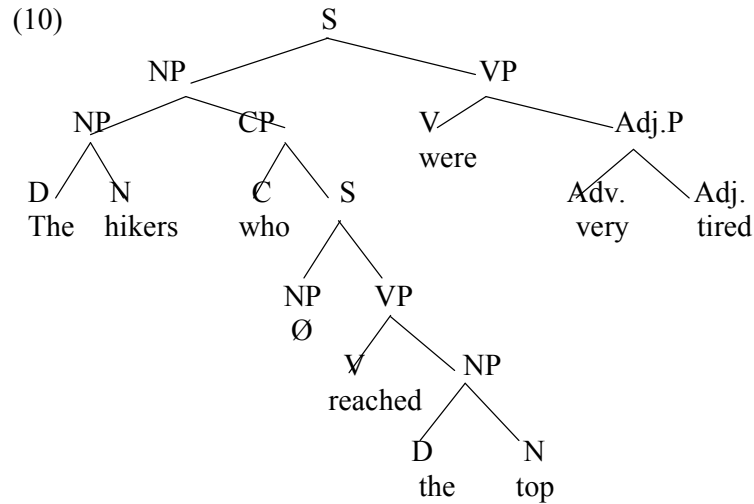 (10) S
NP VP
NP CP V Adj.P
were
D N C S Adv. Adj.
The hikers who very tired
NP VP
Ø
V NP
reached
D N
the top